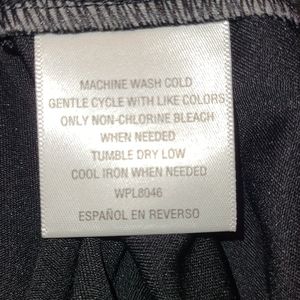 MACHINE WASH COLD
GENTLE CYCLE WITH LIKE COLORS
ONLY NON-CHLORINE BLEACH
WHEN NEEDED
TUMBLE DRY LOW
COOL IRON WHEN NEEDED
WPL8046
ESPAÑOL EN REVERSO